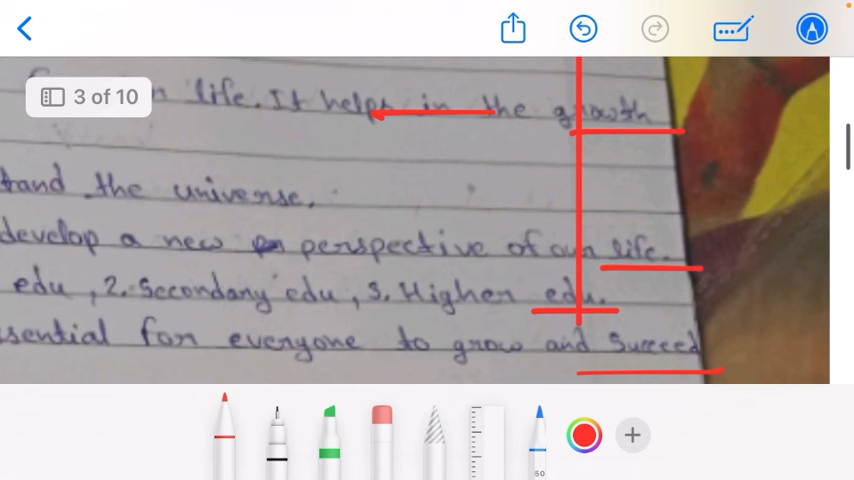 3 of 10
life. It helps in the growth
tand the universe.
develop a new perspective of our life.
edu, 2. Secondary edu, 3. Higher edu.
sential for everyone to grow and succeed
50